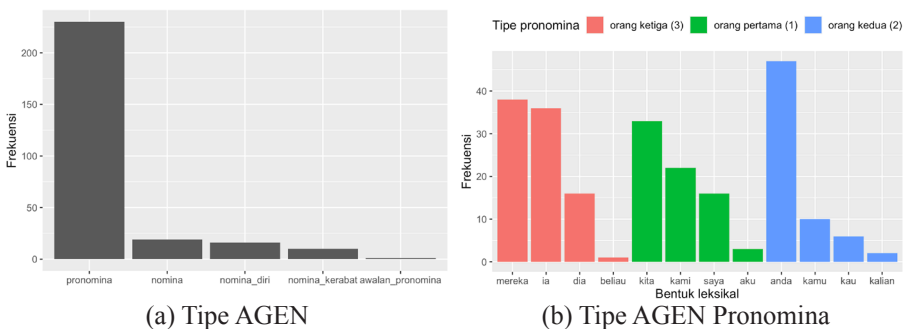 Frekuensi
200
150
100
50
0
pronomina nomina nomina_diri nomina_kerabat awalan_pronomina
(a) Tipe AGEN
Tipe pronomina orang ketiga (3) orang pertama (1) orang kedua (2)
Frekuensi
40
30
20
10
0
mereka ia dia beliau kita kami saya aku anda kamu kau kalian
Bentuk leksikal
(b) Tipe AGEN Pronomina